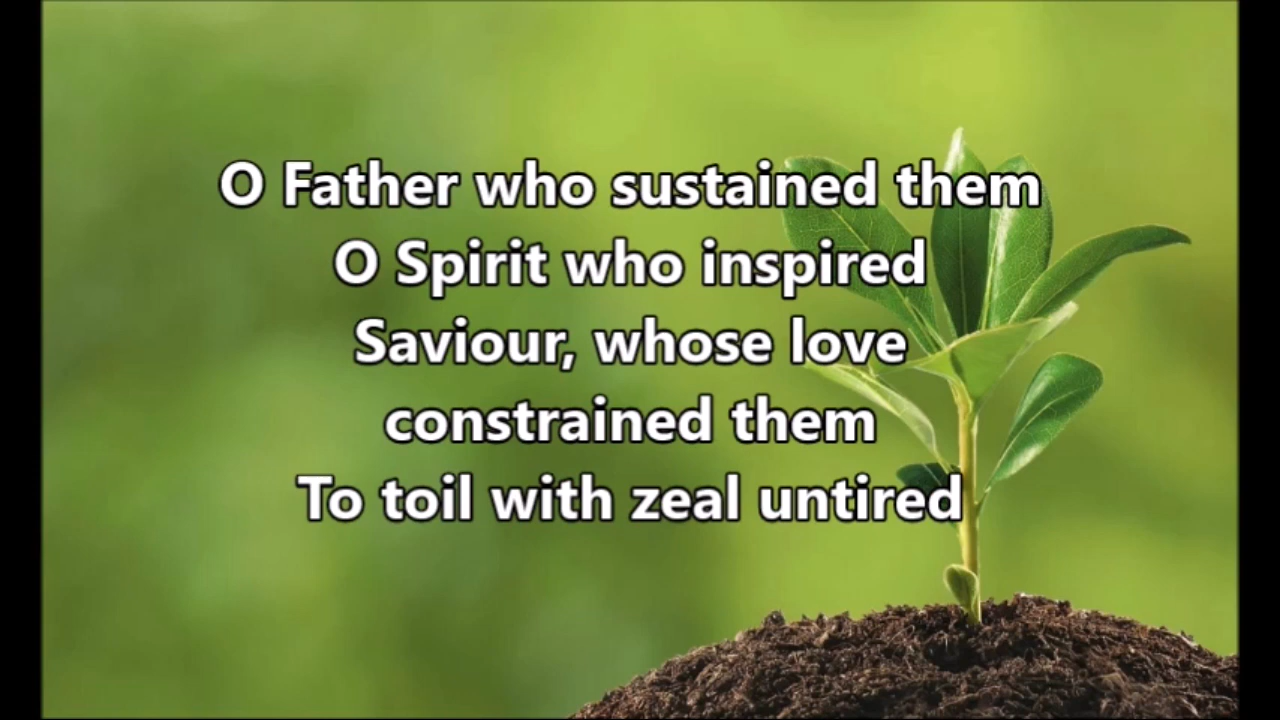 O Father who sustained them
O Spirit who inspired
Saviour, whose love
constrained them
To toil with zeal untired